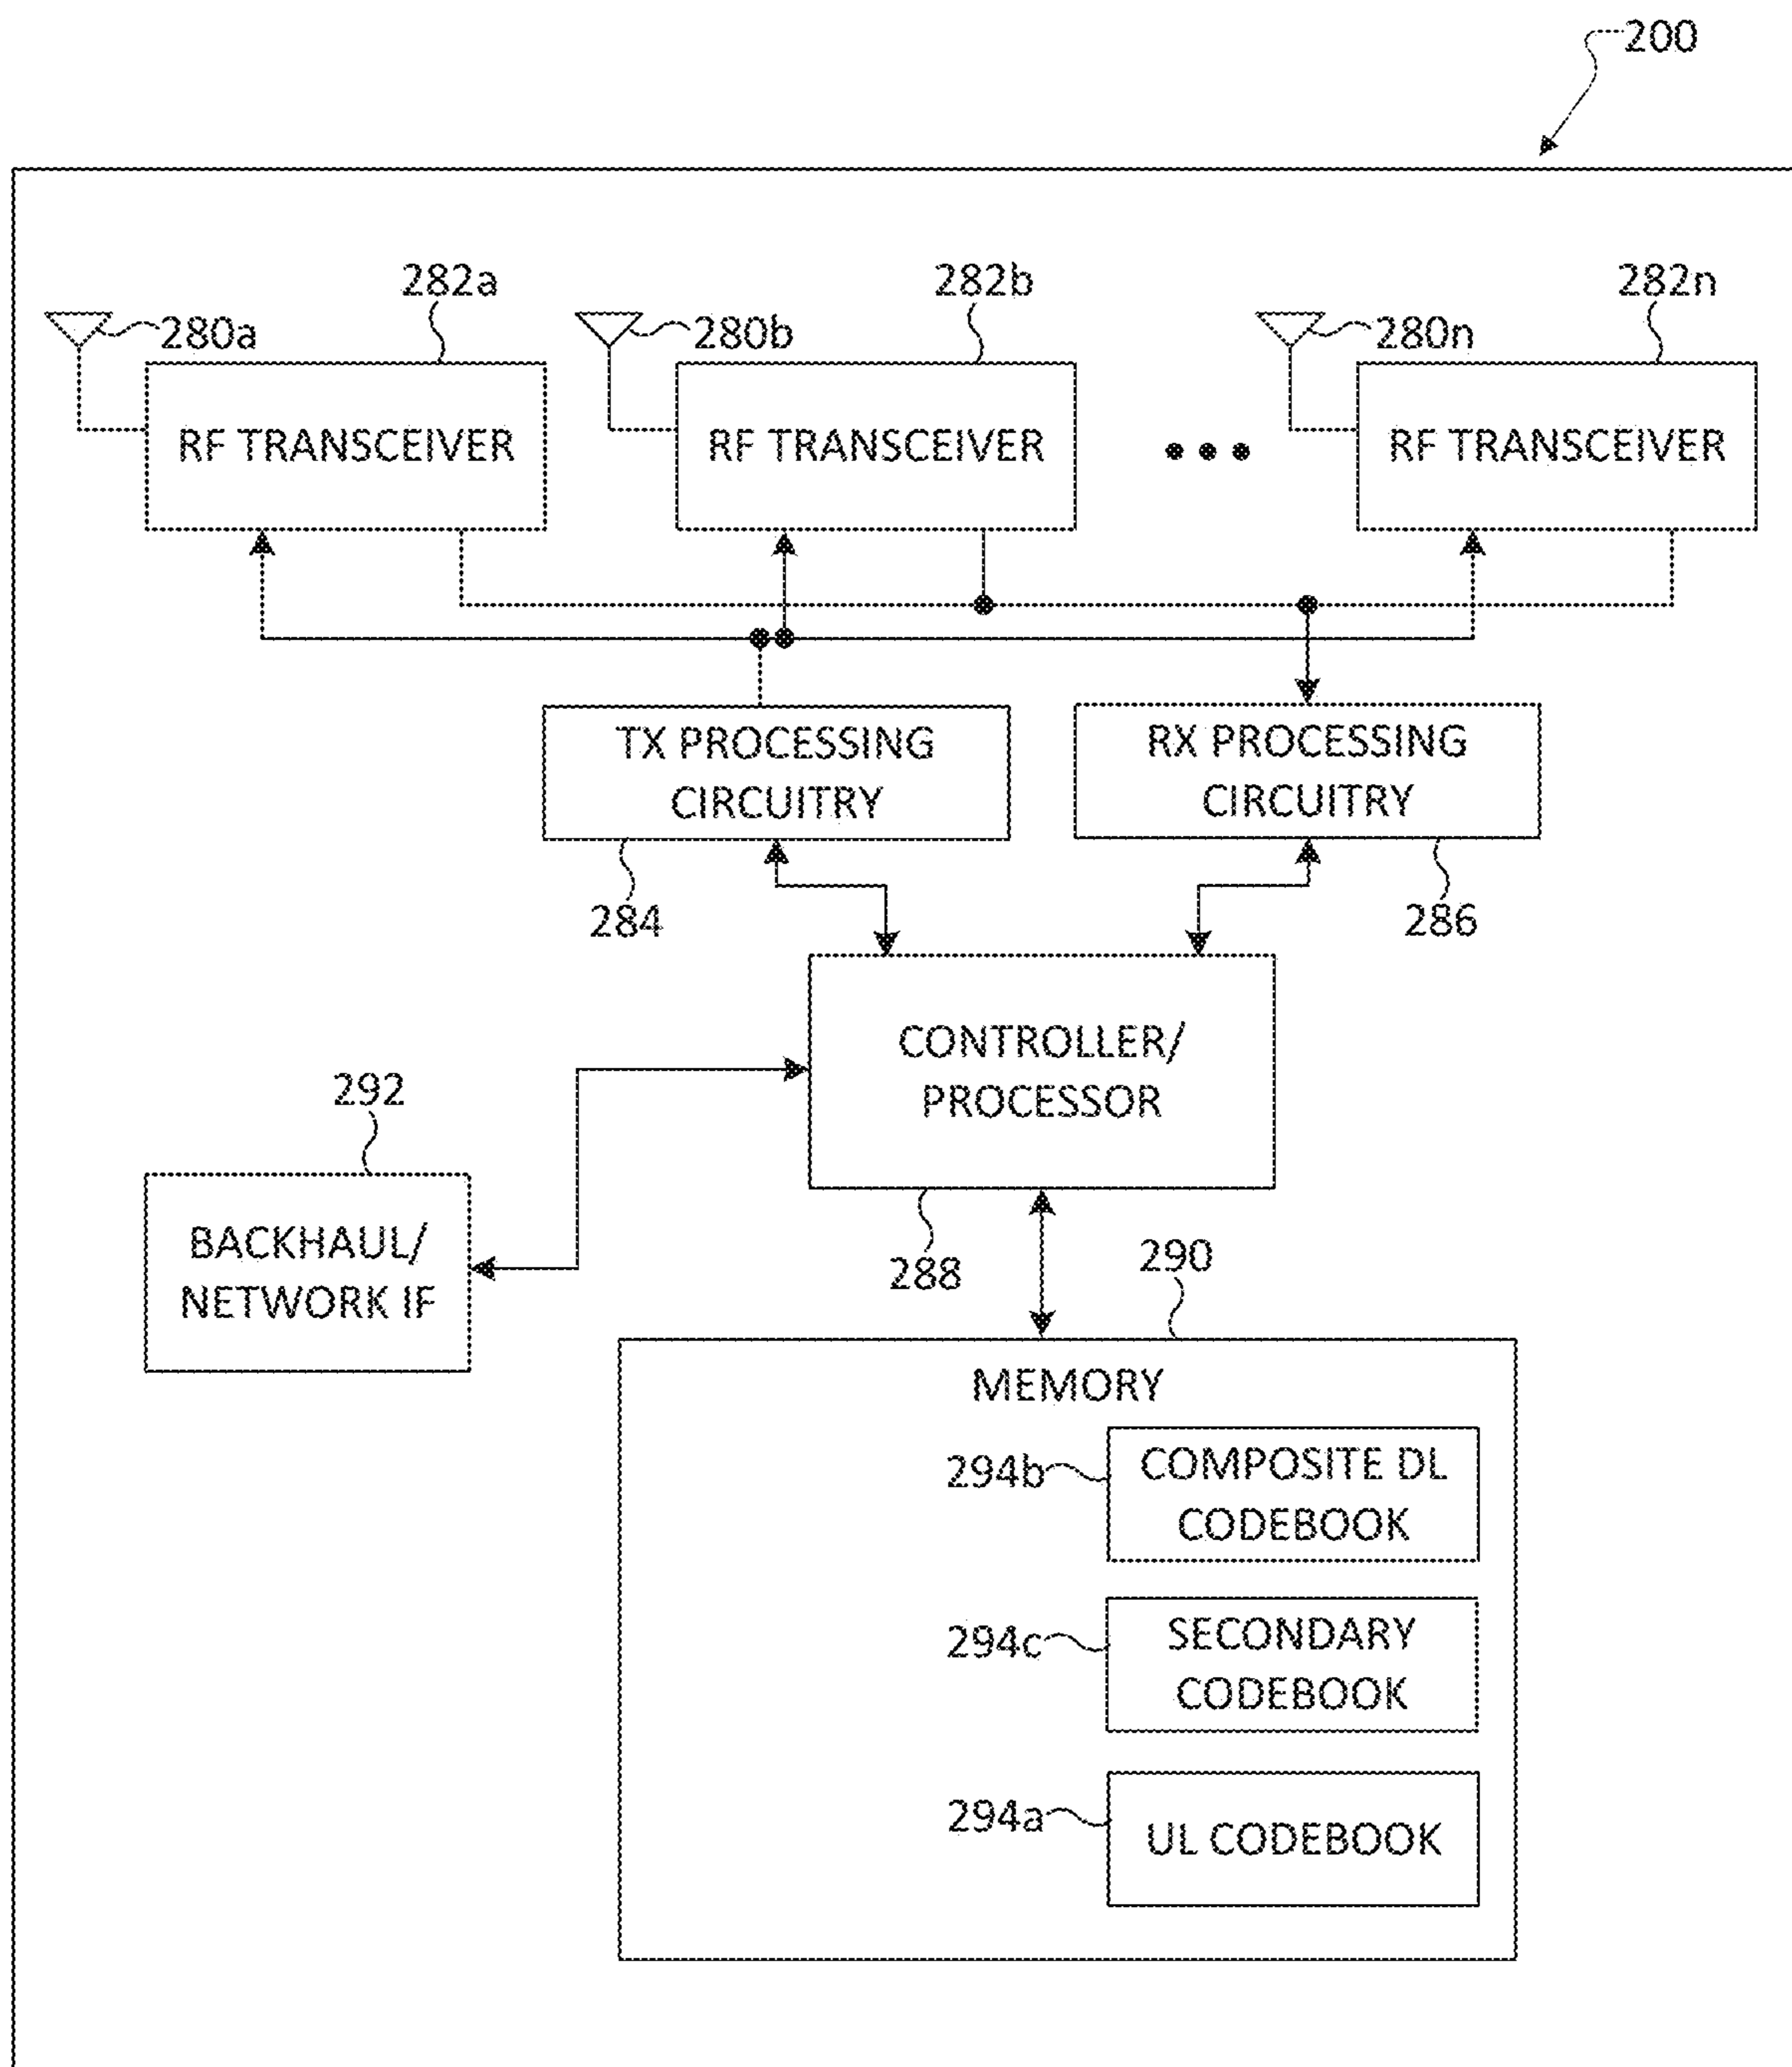 200
282a
282b
282n
280a
280b
280n
RF TRANSCEIVER
RF TRANSCEIVER
RF TRANSCEIVER
TX PROCESSING
CIRCUITRY
RX PROCESSING
CIRCUITRY
284
286
CONTROLLER/
PROCESSOR
292
BACKHAUL/
NETWORK IF
288
290
MEMORY
294b
COMPOSITE DL
CODEBOOK
294c
SECONDARY
CODEBOOK
294a
UL CODEBOOK